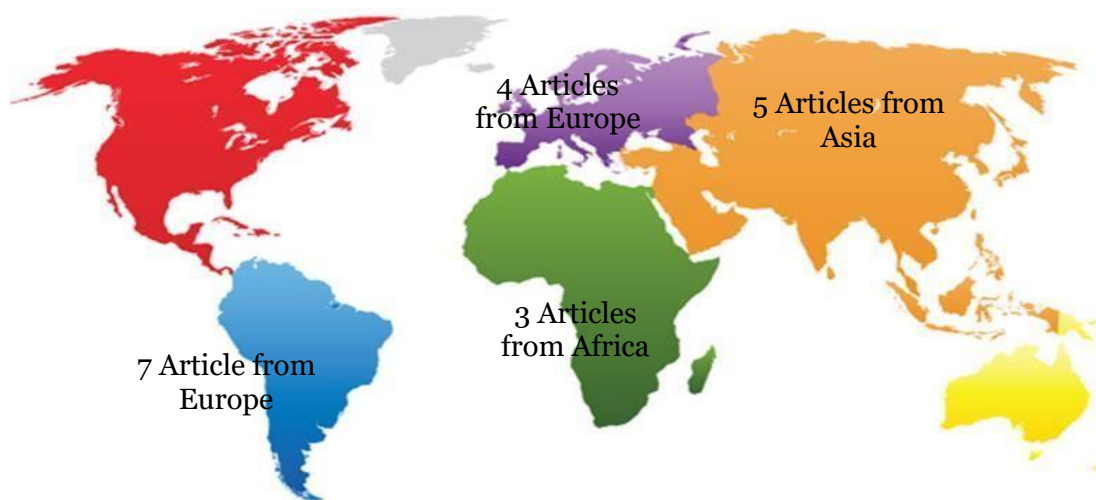 4 Articles
from Europe
5 Articles from
Asia
3 Articles
from Africa
7 Article from
Europe